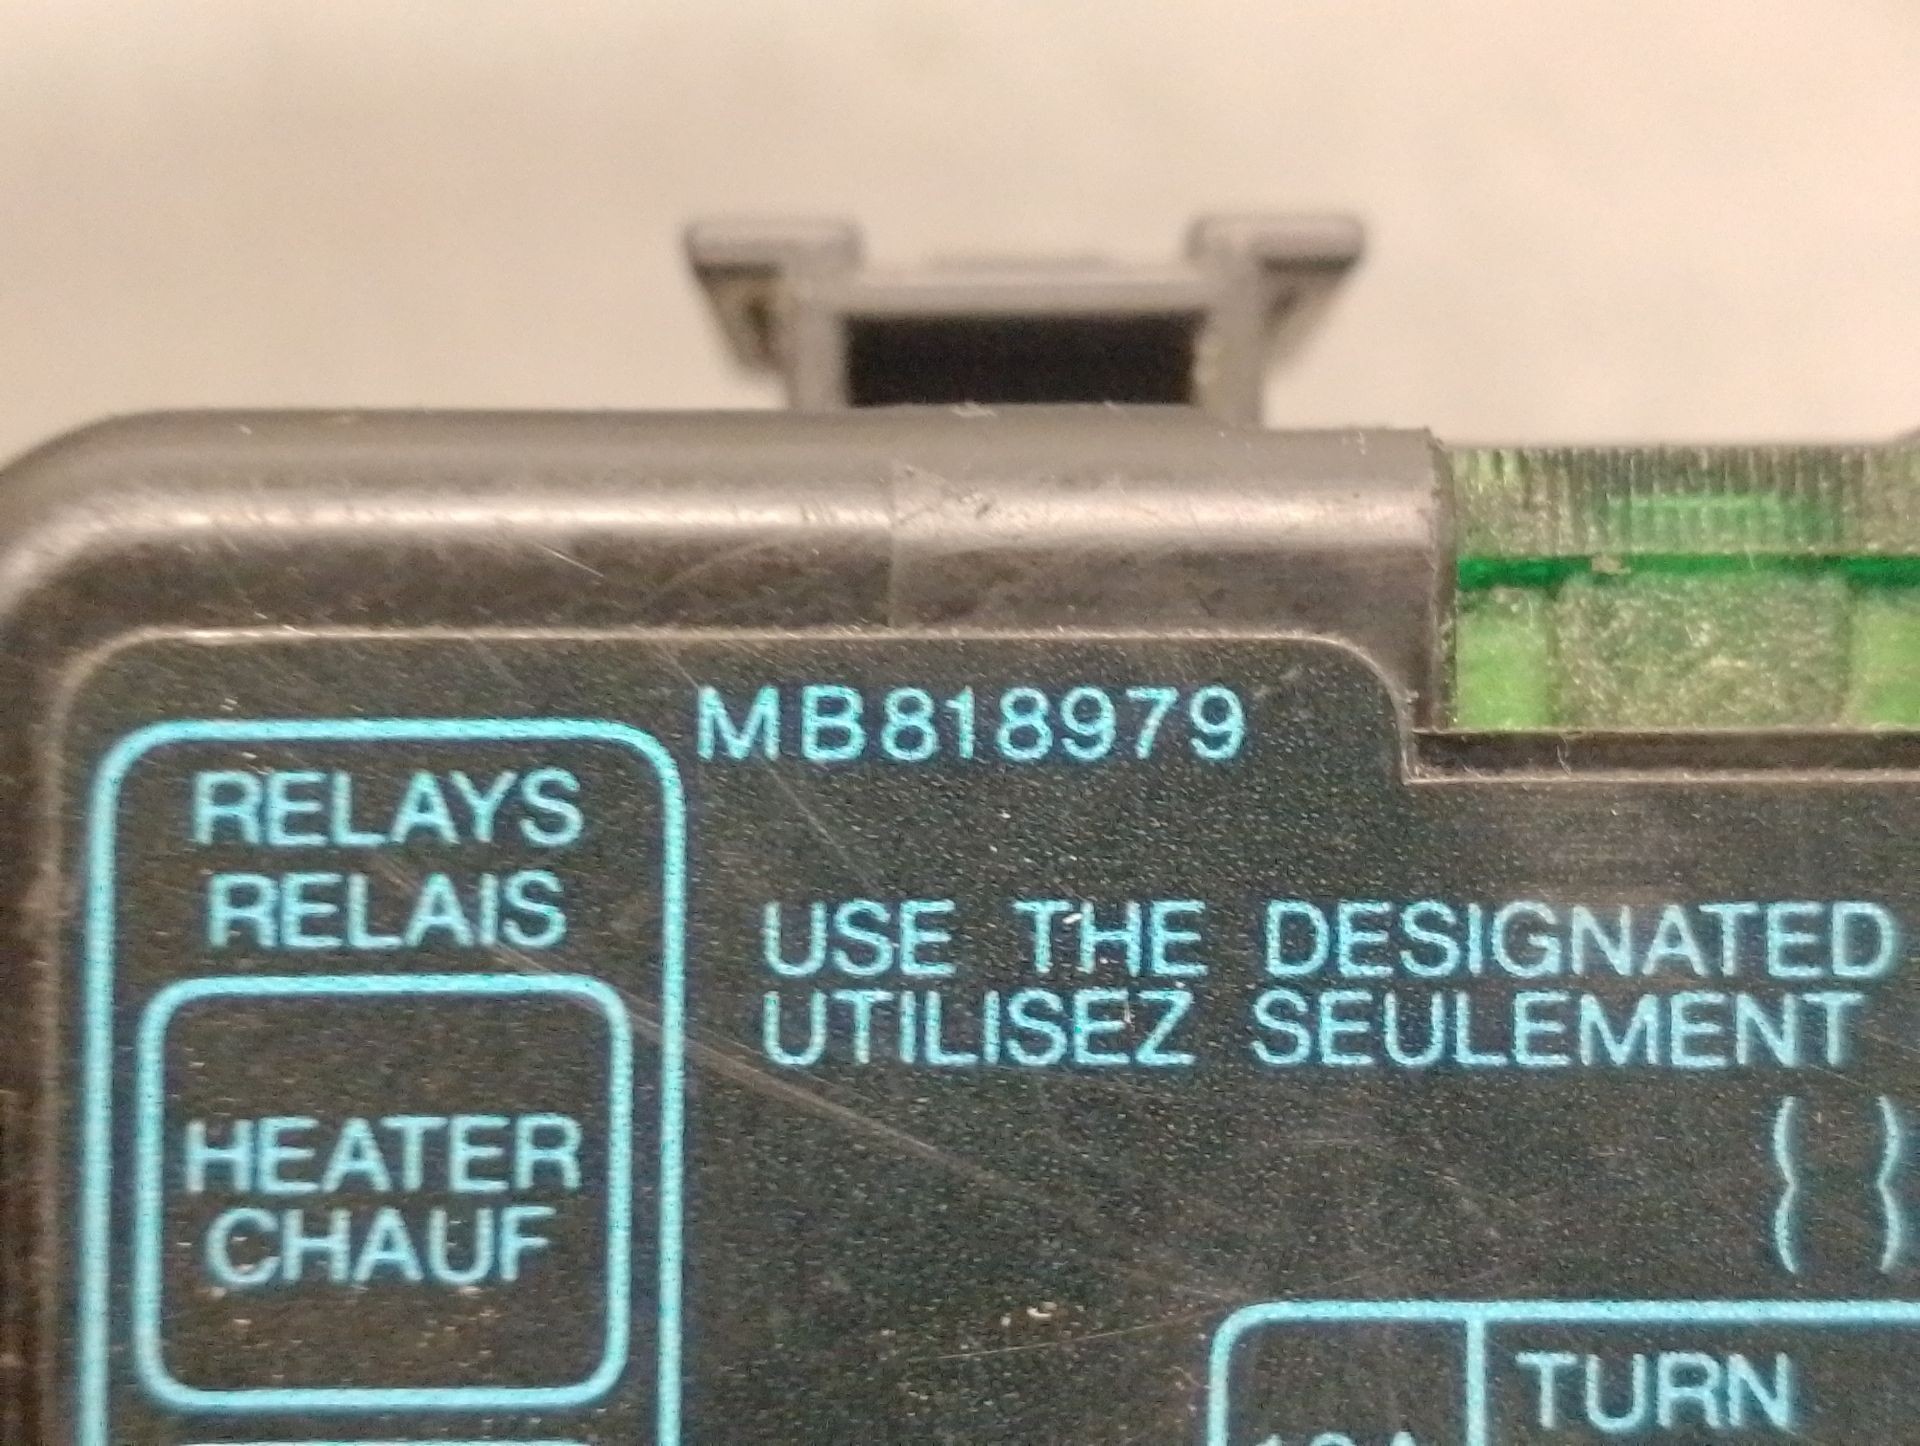 MB818979
RELAYS
RELAIS
USE THE DESIGNATED
UTILISEZ SEULEMENT
HEATER
CHAUF
TURN